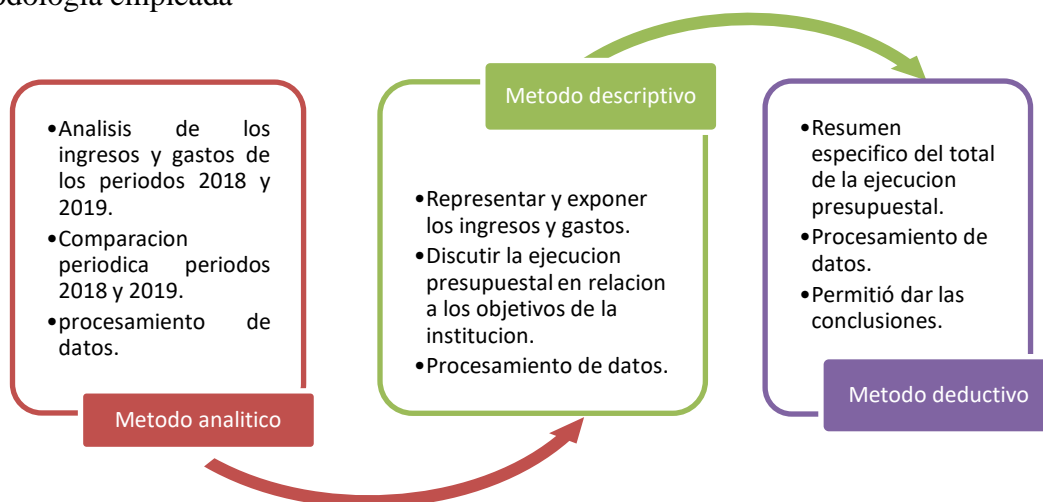 •Analisis de los
ingresos y gastos de
los periodos 2018 y
2019.
•Comparacion
periodica periodos
2018 y 2019.
•procesamiento de
datos.
Metodo analitico
Metodo descriptivo
•Representar y exponer
los ingresos y gastos.
•Discutir la ejecucion
presupuestal en relacion
a los objetivos de la
institucion.
•Procesamiento de datos.
•Resumen
especifico del total
de la ejecucion
presupuestal.
•Procesamiento de
datos.
•Permitió dar las
conclusiones.
Metodo deductivo